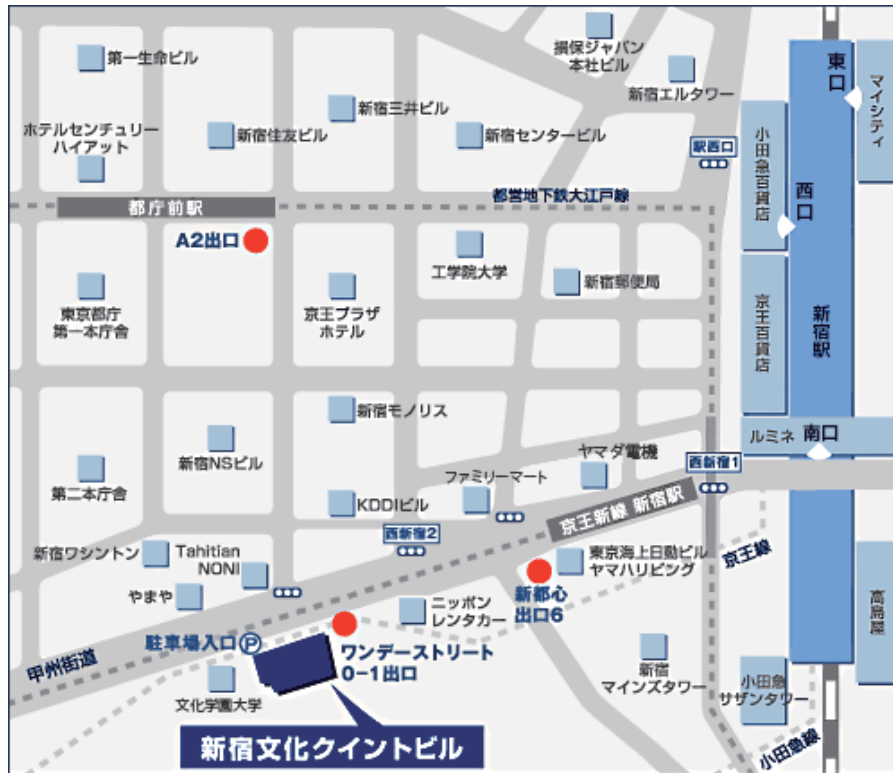 第一生命ビル
損保ジャパン
本社ビル
新宿エルタワー
東口
マイシティ
ホテルセンチュリー
ハイアット
新宿住友ビル
新宿三井ビル
新宿センタービル
駅西口
小田急百貨店
西口
都庁前駅
都営地下鉄大江戸線
A2出口
工学院大学
新宿郵便局
東京都庁
第一本庁舎
京王プラザ
ホテル
京王百貨店
新宿駅
新宿モノリス
ルミネ
南口
新宿NSビル
ヤマダ電機
西新宿1
第二本庁舎
ファミリーマート
KDDIビル
京王新線 新宿駅
西新宿2
新宿ワシントン
Tahitian
NONI
東京海上日動ビル
ヤマハリビング
京王線
やまや
ニッポン
レンタカー
新都心
出口6
高島屋
駐車場入口
P
甲州街道
ワンデーストリート
0-1出口
新宿
マインズタワー
小田急
サザンタワー
文化学園大学
新宿文化クイントビル
小田急線